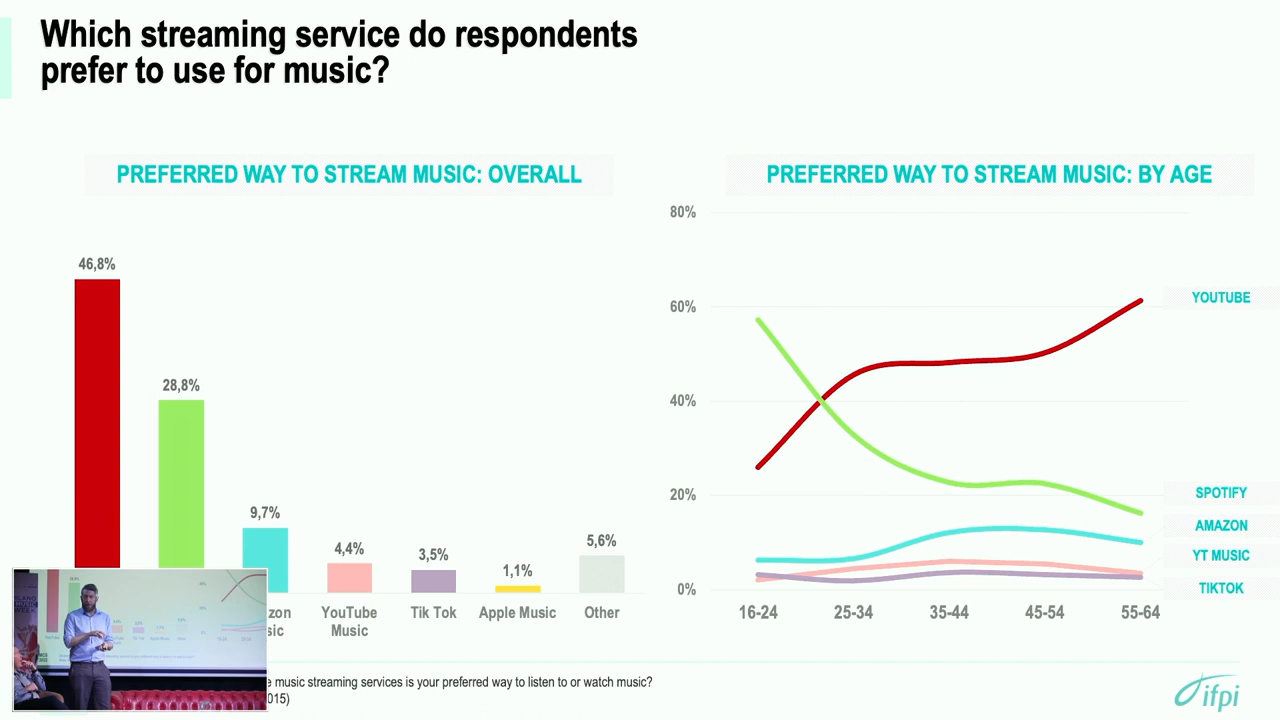 Which streaming service do respondents
prefer to use for music?
PREFERRED WAY TO STREAM MUSIC: OVERALL
46,8%
28,8%
9,7%
4,4%
3,5%
1,1%
5,6%
zon
sic
YouTube
Music
Tik Tok
Apple Music
Other
PREFERRED WAY TO STREAM MUSIC: BY AGE
80%
60%
40%
20%
0%
16-24
25-34
35-44
45-54
55-64
YOUTUBE
SPOTIFY
AMAZON
YT MUSIC
TIKTOK
e music streaming services is your preferred way to listen to or watch music?
015)
ifpi